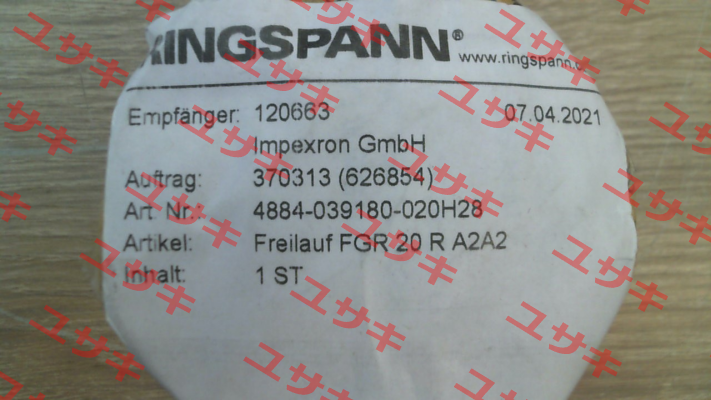 RINGSPANN®
www.ringspann.c
Empfänger: 120663 07.04.2021
Impexron GmbH
Auftrag: 370313 (626854)
Art. Nr.: 4884-039180-020H28
Artikel: Freilauf FGR 20 R A2A2
Inhalt: 1 ST
ユサキ